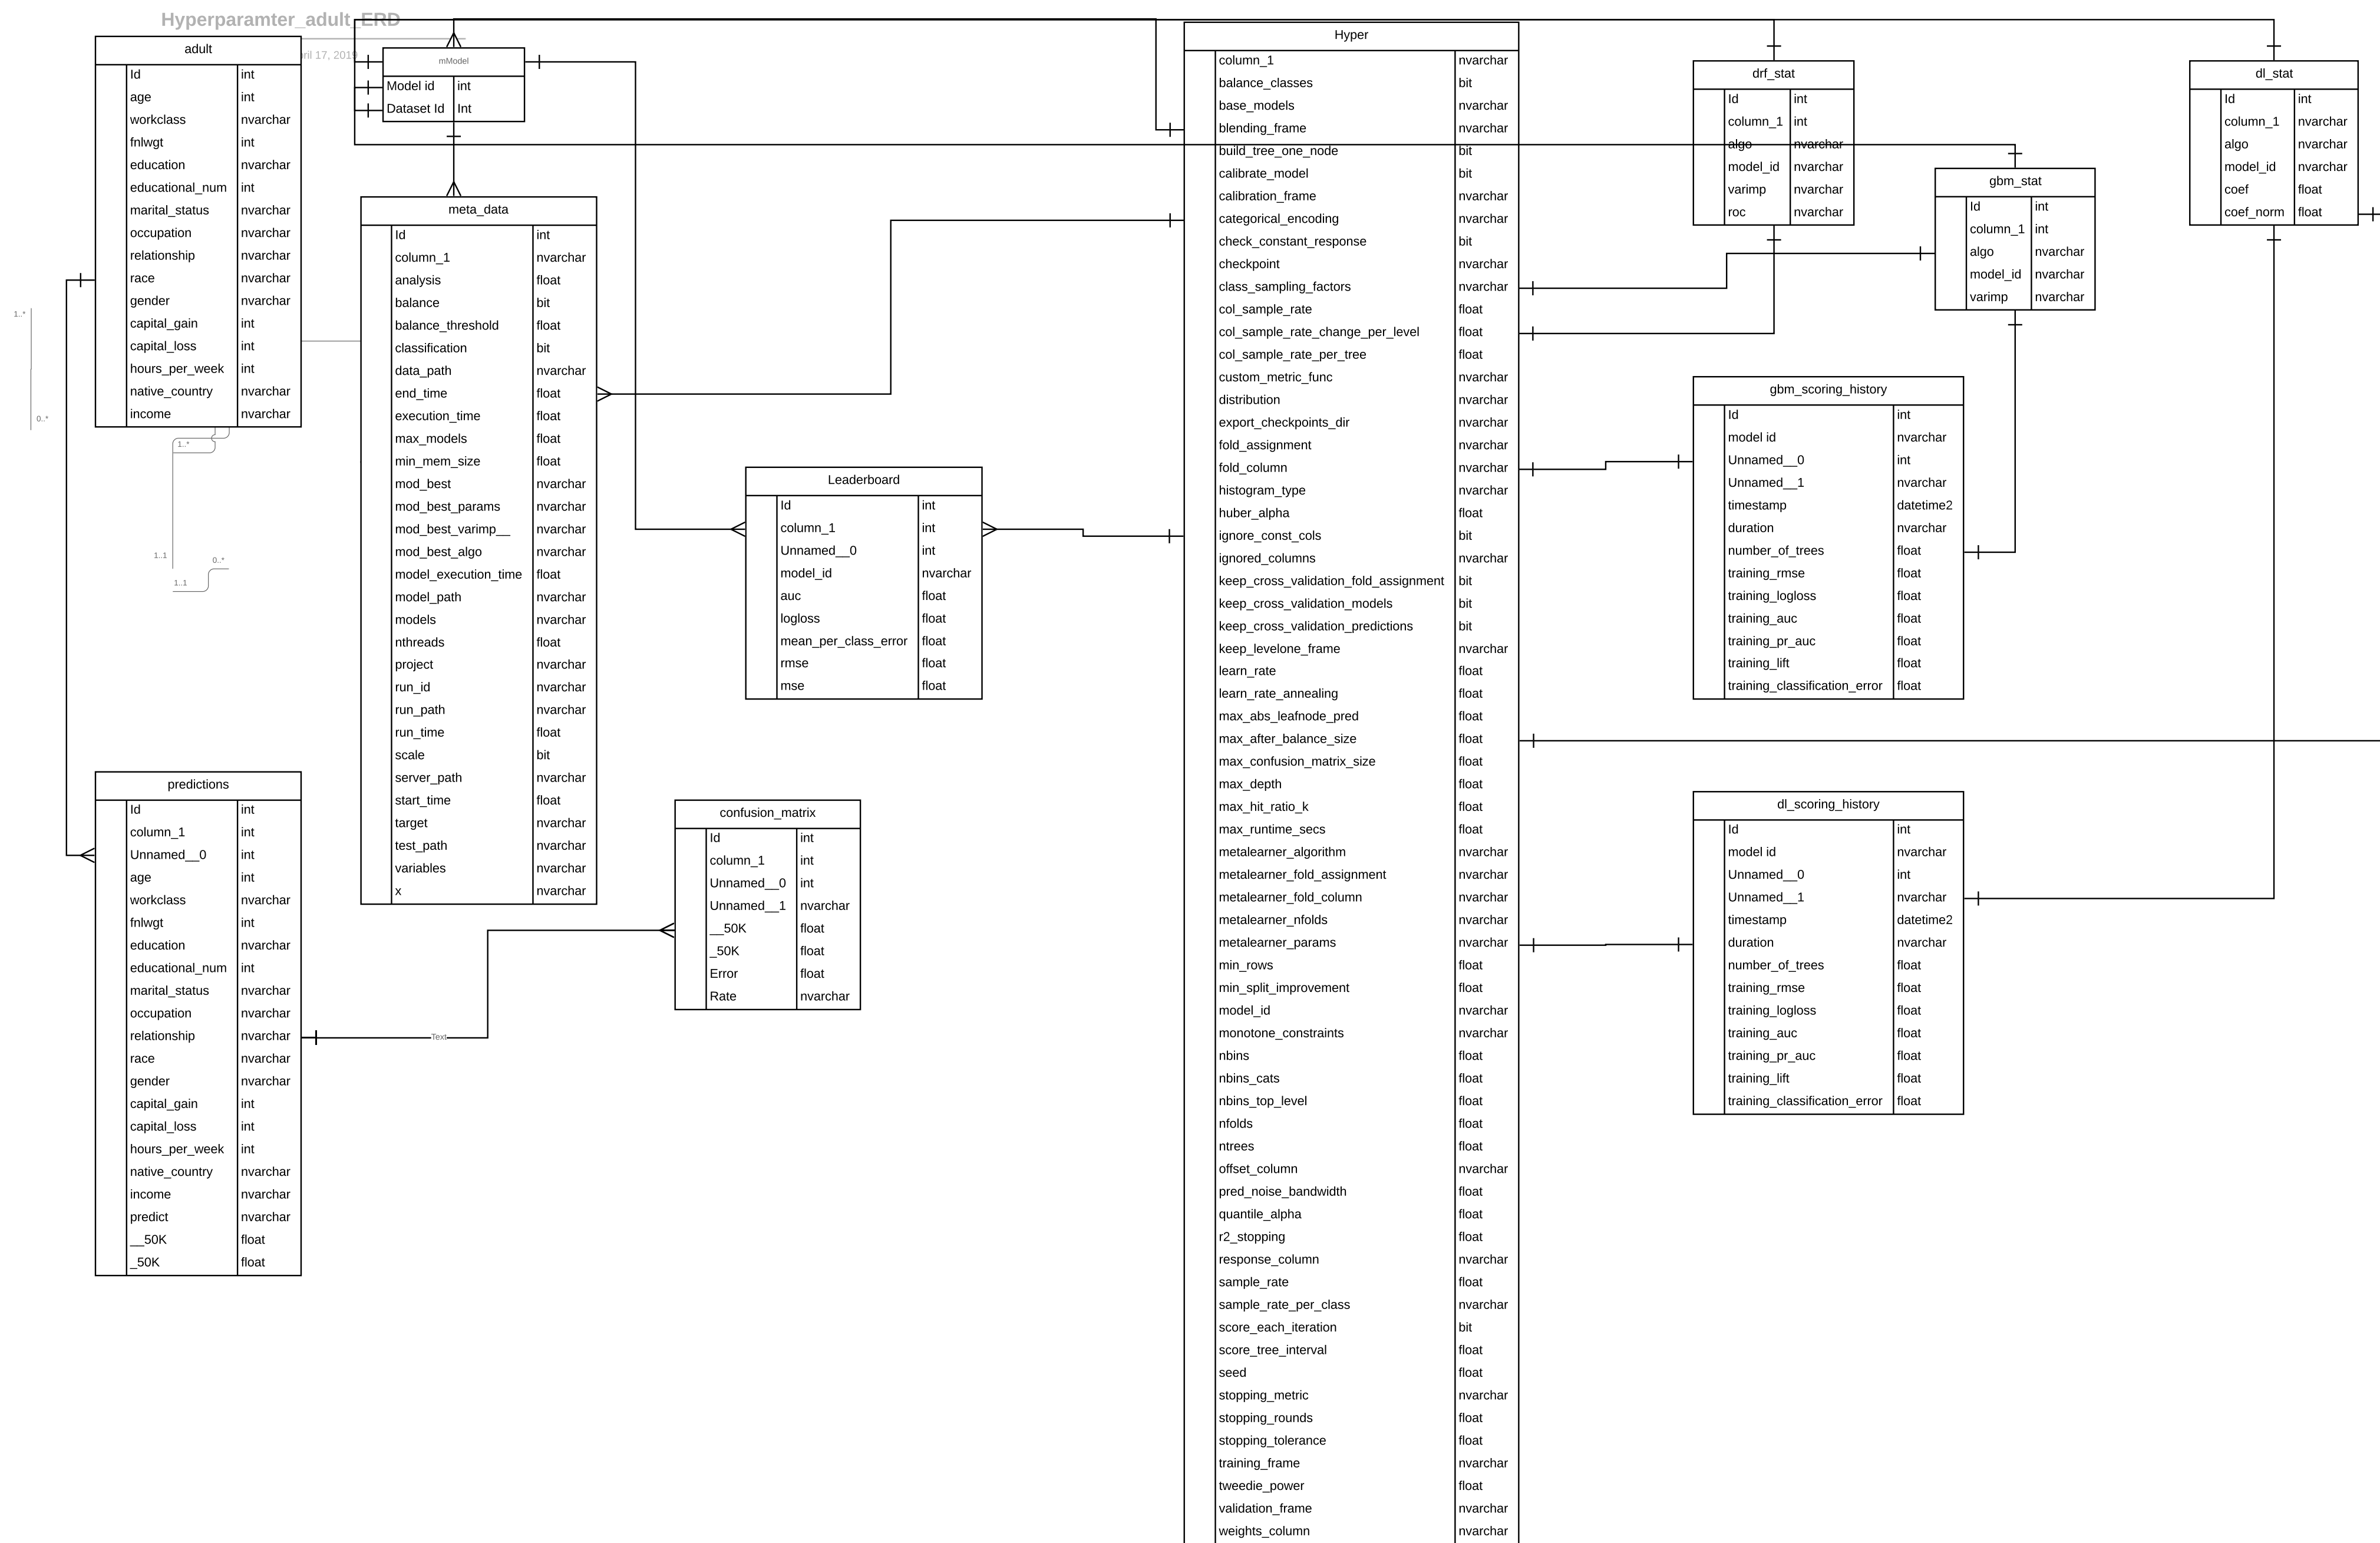 Hyperparamter_adult_ERD
ril 17, 2019
adult
Id int
age int
workclass nvarchar
fnlwgt int
education nvarchar
educational_num int
marital_status nvarchar
occupation nvarchar
relationship nvarchar
race nvarchar
gender nvarchar
capital_gain int
capital_loss int
hours_per_week int
native_country nvarchar
income nvarchar
1..*
0..*
1..*
1..1
0..*
1..1
predictions
Id int
column_1 int
Unnamed__0 int
age int
workclass nvarchar
fnlwgt int
education nvarchar
educational_num int
marital_status nvarchar
occupation nvarchar
relationship nvarchar
race nvarchar
gender nvarchar
capital_gain int
capital_loss int
hours_per_week int
native_country nvarchar
income nvarchar
predict nvarchar
__50K float
_50K float
mModel
Model id int
Dataset Id Int
meta_data
Id int
column_1 nvarchar
analysis float
balance bit
balance_threshold float
classification bit
data_path nvarchar
end_time float
execution_time float
max_models float
min_mem_size float
mod_best nvarchar
mod_best_params nvarchar
mod_best_varimp__ nvarchar
mod_best_algo nvarchar
model_execution_time float
model_path nvarchar
models nvarchar
nthreads float
project nvarchar
run_id nvarchar
run_path nvarchar
run_time float
scale bit
server_path nvarchar
start_time float
target nvarchar
test_path nvarchar
variables nvarchar
x nvarchar
Text
Leaderboard
Id int
column_1 int
Unnamed__0 int
model_id nvarchar
auc float
logloss float
mean_per_class_error float
rmse float
mse float
confusion_matrix
Id int
column_1 int
Unnamed__0 int
Unnamed__1 nvarchar
__50K float
_50K float
Error float
Rate nvarchar
Hyper
column_1 nvarchar
balance_classes bit
base_models nvarchar
blending_frame nvarchar
build_tree_one_node bit
calibrate_model bit
calibration_frame nvarchar
categorical_encoding nvarchar
check_constant_response bit
checkpoint nvarchar
class_sampling_factors nvarchar
col_sample_rate float
col_sample_rate_change_per_level float
col_sample_rate_per_tree float
custom_metric_func nvarchar
distribution nvarchar
export_checkpoints_dir nvarchar
fold_assignment nvarchar
fold_column nvarchar
histogram_type nvarchar
huber_alpha float
ignore_const_cols bit
ignored_columns nvarchar
keep_cross_validation_fold_assignment bit
keep_cross_validation_models bit
keep_cross_validation_predictions bit
keep_levelone_frame nvarchar
learn_rate float
learn_rate_annealing float
max_abs_leafnode_pred float
max_after_balance_size float
max_confusion_matrix_size float
max_depth float
max_hit_ratio_k float
max_runtime_secs float
metalearner_algorithm nvarchar
metalearner_fold_assignment nvarchar
metalearner_fold_column nvarchar
metalearner_nfolds nvarchar
metalearner_params nvarchar
min_rows float
min_split_improvement float
model_id nvarchar
monotone_constraints nvarchar
nbins float
nbins_cats float
nbins_top_level float
nfolds float
ntrees float
offset_column nvarchar
pred_noise_bandwidth float
quantile_alpha float
r2_stopping float
response_column nvarchar
sample_rate float
sample_rate_per_class nvarchar
score_each_iteration bit
score_tree_interval float
seed float
stopping_metric nvarchar
stopping_rounds float
stopping_tolerance float
training_frame nvarchar
tweedie_power float
validation_frame nvarchar
weights_column nvarchar
drf_stat
Id int
column_1 int
algo nvarchar
model_id nvarchar
varimp nvarchar
roc nvarchar
gbm_stat
Id int
column_1 int
algo nvarchar
model_id nvarchar
varimp nvarchar
dl_stat
Id int
column_1 nvarchar
algo nvarchar
model_id nvarchar
coef float
coef_norm float
gbm_scoring_history
Id int
model id nvarchar
Unnamed__0 int
Unnamed__1 nvarchar
timestamp datetime2
duration nvarchar
number_of_trees float
training_rmse float
training_logloss float
training_auc float
training_pr_auc float
training_lift float
training_classification_error float
dl_scoring_history
Id int
model id nvarchar
Unnamed__0 int
Unnamed__1 nvarchar
timestamp datetime2
duration nvarchar
number_of_trees float
training_rmse float
training_logloss float
training_auc float
training_pr_auc float
training_lift float
training_classification_error float